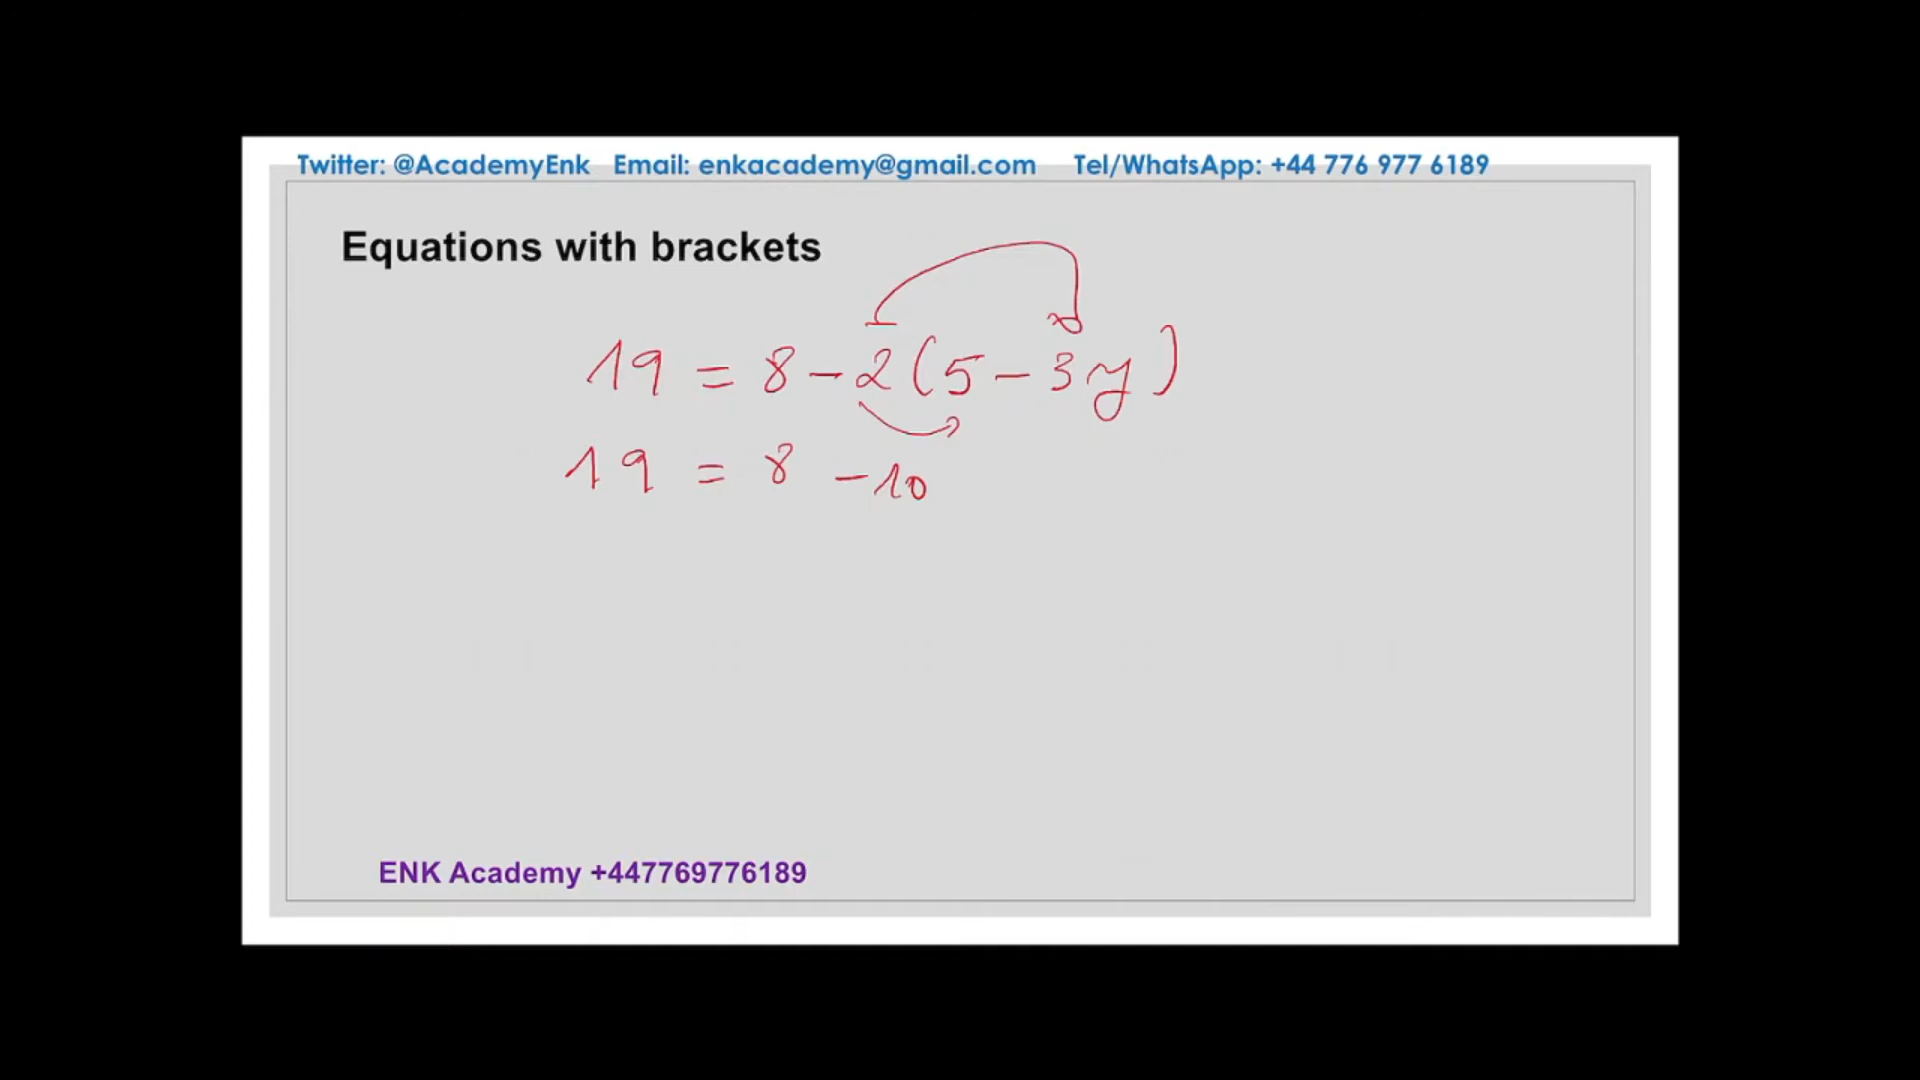 Twitter: @AcademyEnk Email: enkacademy@gmail.com Tel/WhatsApp: +44 776 977 6189
Equations with brackets
19 = 8 - 2 (5 - 3y)
19 = 8 - 10
ENK Academy +447769776189